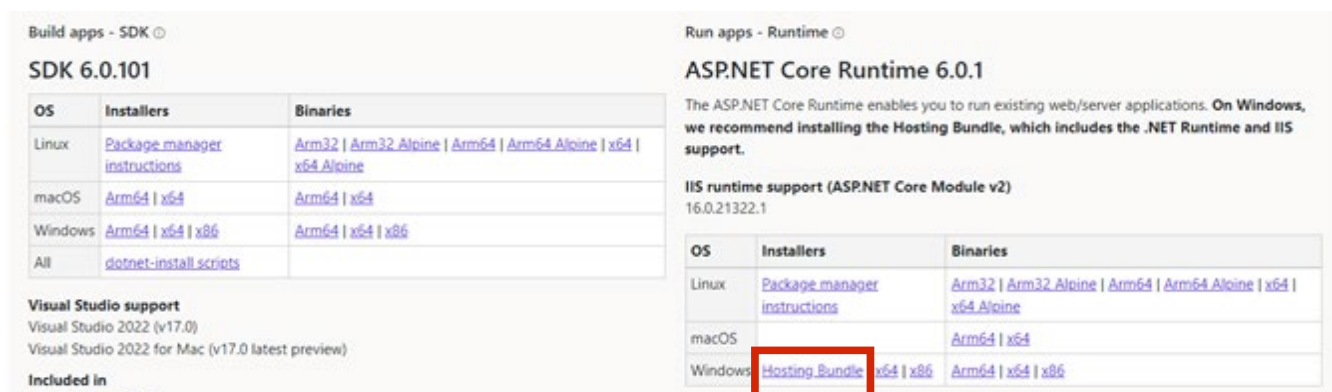 Build apps - SDK ⓘ
SDK 6.0.101
OS Installers Binaries
Linux Package manager Arm32 | Arm32 Alpine | Arm64 | Arm64 Alpine | x64 |
instructions x64 Alpine
macOS Arm64 | x64 Arm64 | x64
Windows Arm64 | x64 | x86 Arm64 | x64 | x86
All dotnet-install scripts
Visual Studio support
Visual Studio 2022 (v17.0)
Visual Studio 2022 for Mac (v17.0 latest preview)
Included in
Run apps - Runtime ⓘ
ASP.NET Core Runtime 6.0.1
The ASP.NET Core Runtime enables you to run existing web/server applications. On Windows,
we recommend installing the Hosting Bundle, which includes the .NET Runtime and IIS
support.
IIS runtime support (ASP.NET Core Module v2)
16.0.21322.1
OS Installers Binaries
Linux Package manager Arm32 | Arm32 Alpine | Arm64 | Arm64 Alpine | x64 |
instructions x64 Alpine
macOS Arm64 | x64
Windows Hosting Bundle x64 | x86 Arm64 | x64 | x86